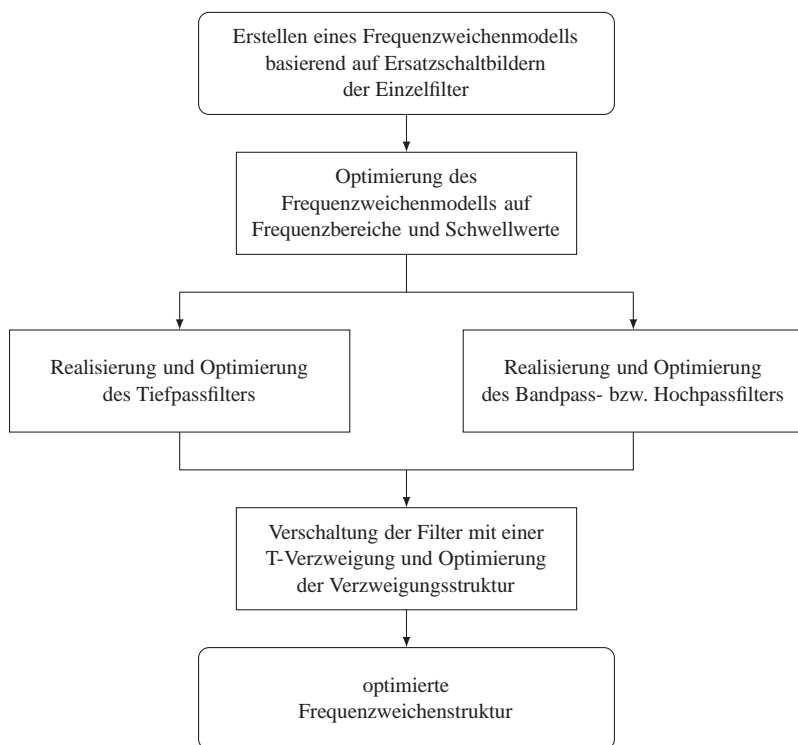 Erstellen eines Frequenzweichenmodells
basierend auf Ersatzschaltbildern
der Einzelfilter
Optimierung des
Frequenzweichenmodells auf
Frequenzbereiche und Schwellwerte
Realisierung und Optimierung
des Tiefpassfilters
Realisierung und Optimierung
des Bandpass- bzw. Hochpassfilters
Verschaltung der Filter mit einer
T-Verzweigung und Optimierung
der Verzweigungsstruktur
optimierte
Frequenzweichenstruktur